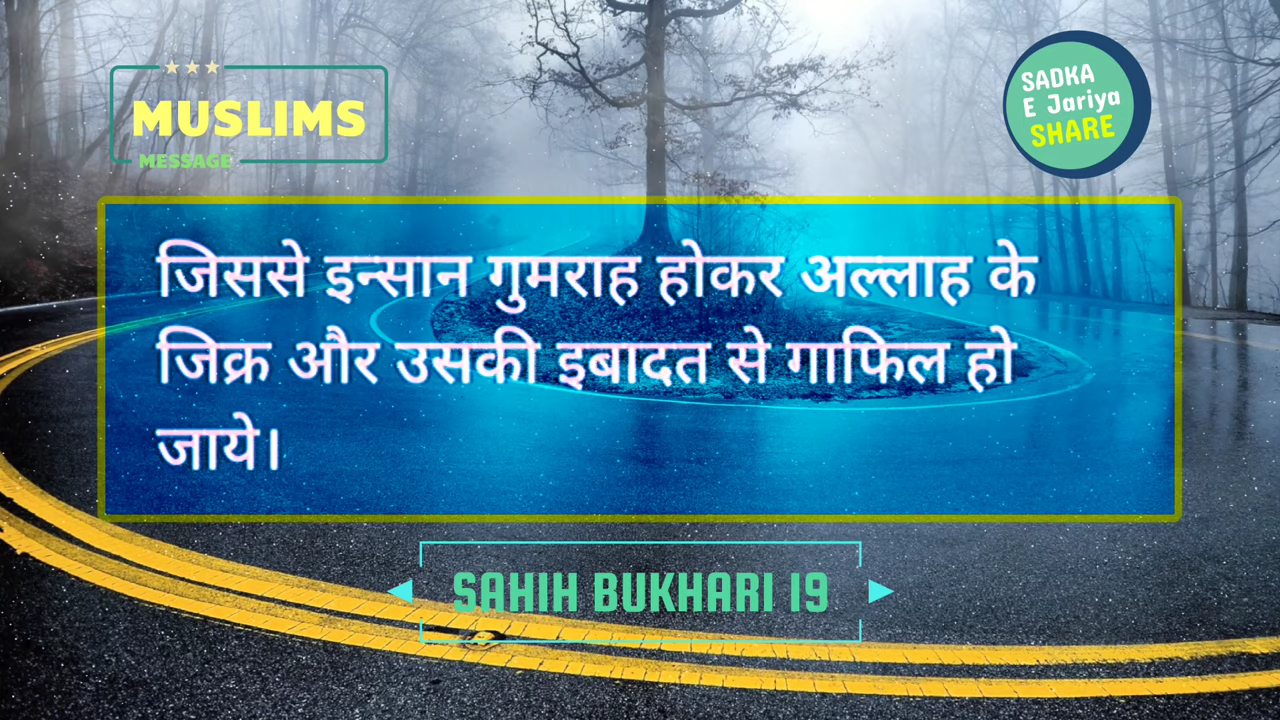 MUSLIMS
MESSAGE
SADKA
E Jariya
SHARE
जिससे इन्सान गुमराह होकर अल्लाह के
जिक्र और उसकी इबादत से गाफिल हो
जाये।
SAHIH BUKHARI 19